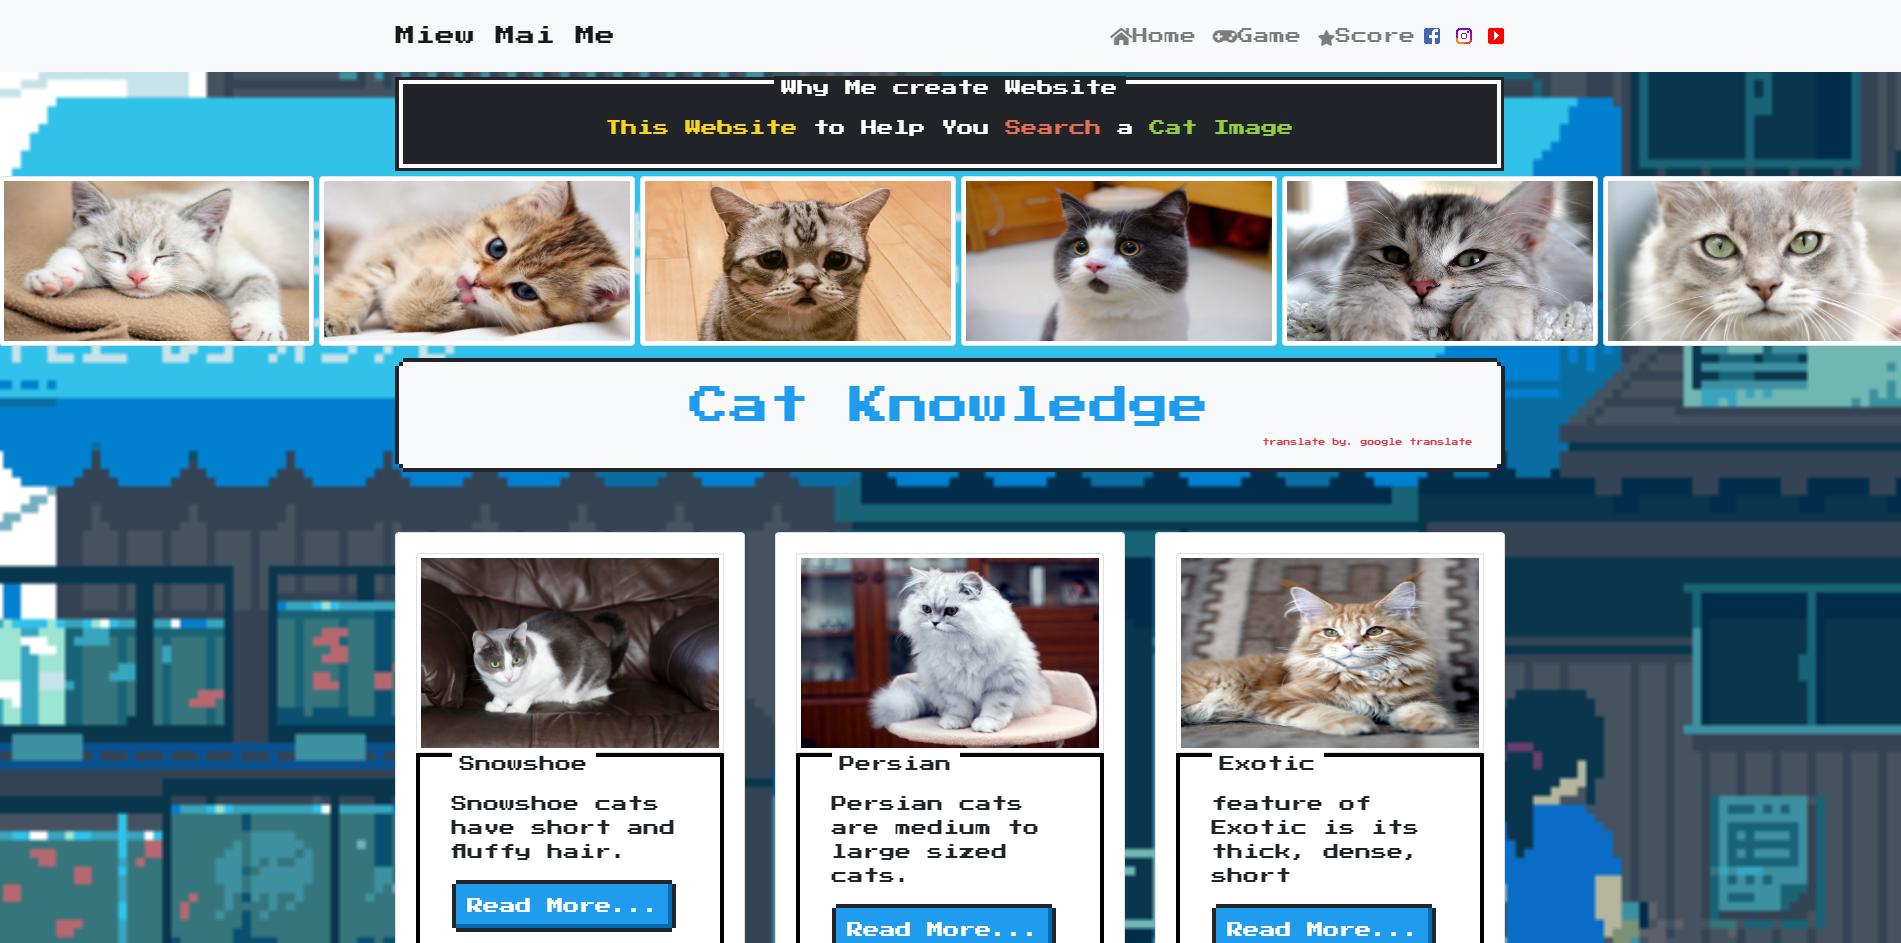 Miew Mai Me
Home Game Score
Why Me create Website
This Website to Help You Search a Cat Image
Cat Knowledge
translate by. google translate
Snowshoe
Snowshoe cats
have short and
fluffy hair.
Read More...
Persian
Persian cats
are medium to
large sized
cats.
Read More...
Exotic
feature of
Exotic is its
thick, dense,
short
Read More...